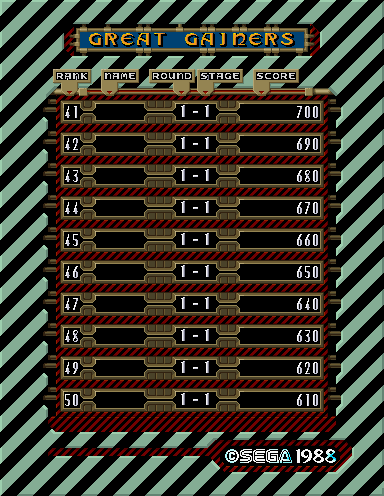 GREAT GAINERS
RANK NAME ROUND STAGE SCORE
41 1 - 1 700
42 1 - 1 690
43 1 - 1 680
44 1 - 1 670
45 1 - 1 660
46 1 - 1 650
47 1 - 1 640
48 1 - 1 630
49 1 - 1 620
50 1 - 1 610
©SEGA 1988